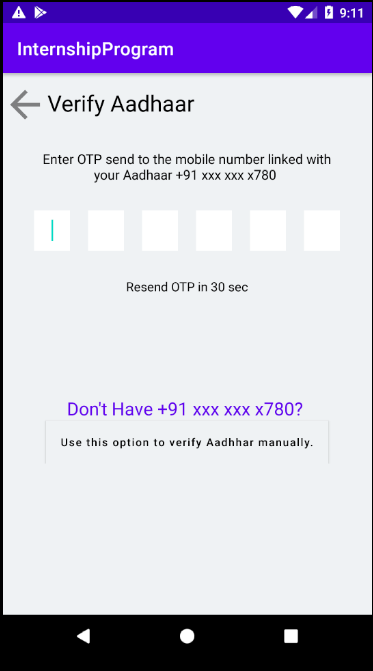 9:11
InternshipProgram
Verify Aadhaar
Enter OTP send to the mobile number linked with
your Aadhaar +91 xxx xxx x780
Resend OTP in 30 sec
Don't Have +91 xxx xxx x780?
Use this option to verify Aadhhar manually.